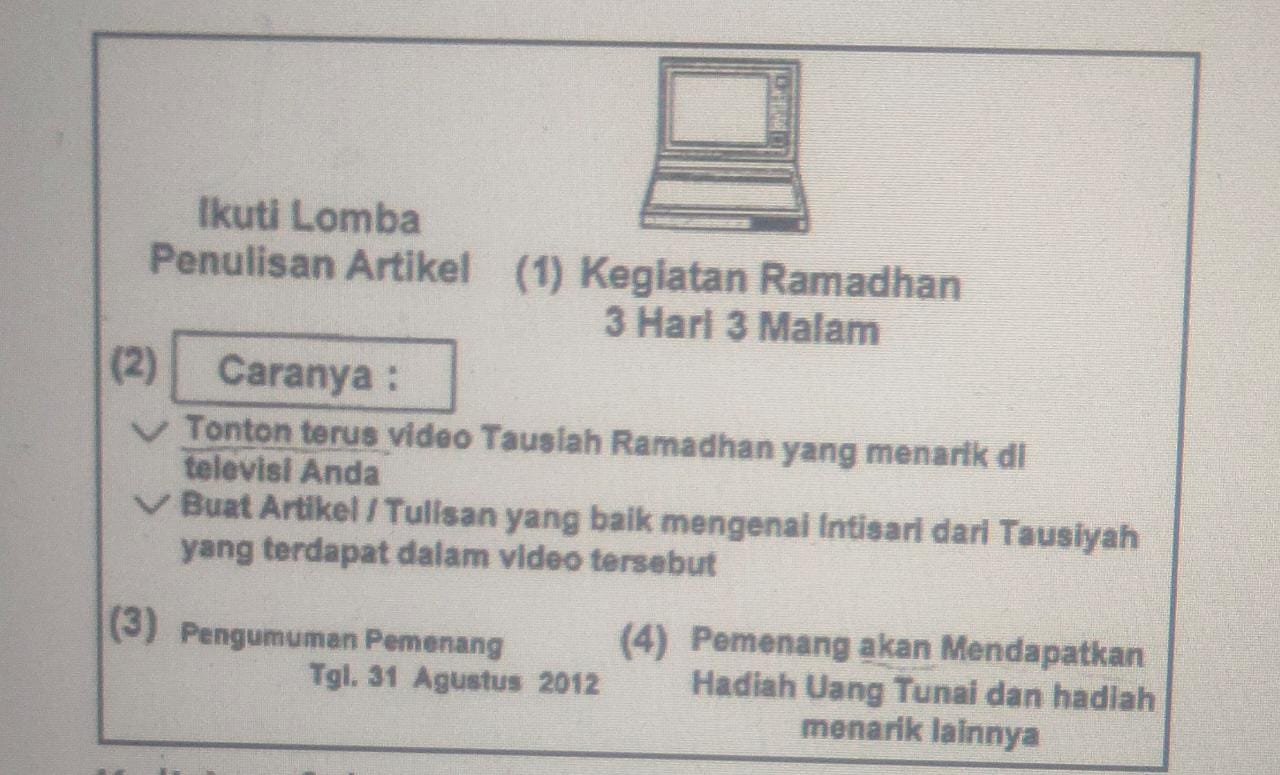 Ikuti Lomba
Penulisan Artikel
(1) Kegiatan Ramadhan
3 Hari 3 Malam
(2) Caranya :
Tonton terus video Tausiah Ramadhan yang menarik di
televisi Anda
Buat Artikel / Tulisan yang baik mengenai intisari dari Tausiyah
yang terdapat dalam video tersebut
(3) Pengumuman Pemenang
Tgl. 31 Agustus 2012
(4) Pemenang akan Mendapatkan
Hadiah Uang Tunai dan hadiah
menarik lainnya